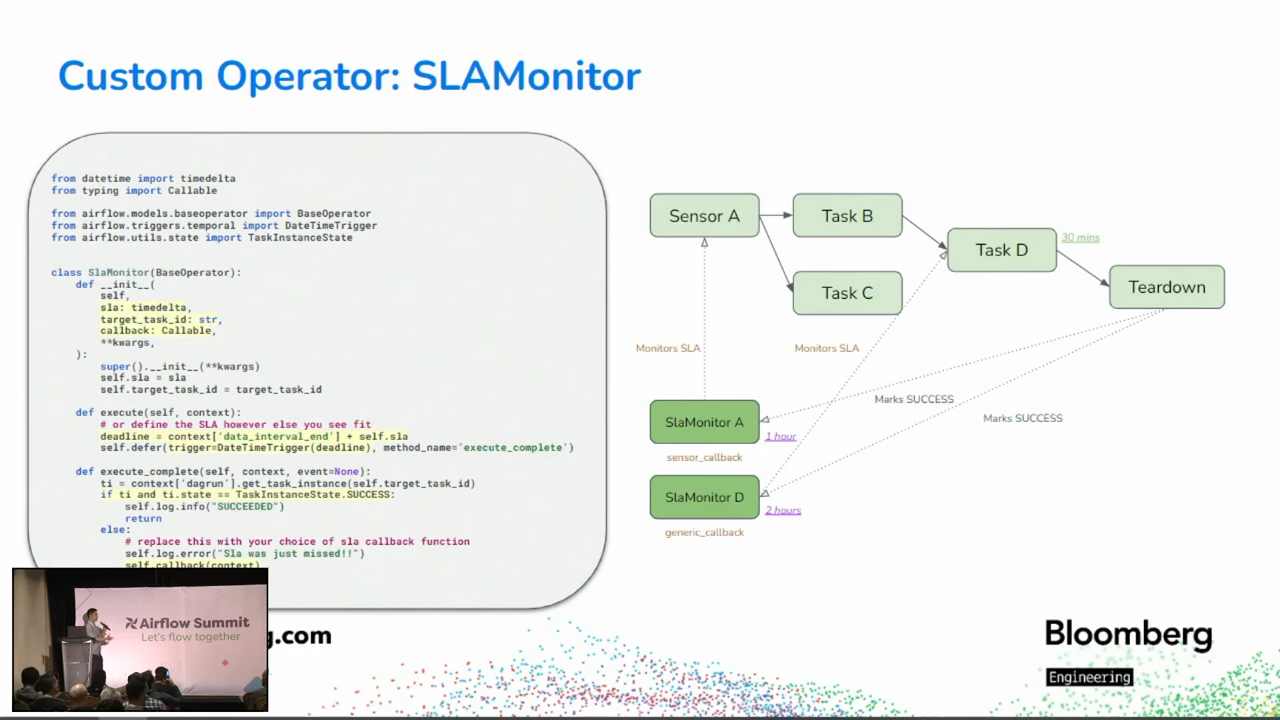 Custom Operator: SLAMonitor
from datetime import timedelta
from typing import Callable
from airflow.models.baseoperator import BaseOperator
from airflow.triggers.temporal import DateTimeTrigger
from airflow.utils.state import TaskInstanceState
class SlaMonitor(BaseOperator):
def __init__(
self,
sla: timedelta,
target_task_id: str,
callback: Callable,
**kwargs,
):
super().__init__(**kwargs)
self.sla = sla
self.target_task_id = target_task_id
def execute(self, context):
# or define the SLA however else you see fit
deadline = context['data_interval_end'] + self.sla
self.defer(trigger=DateTimeTrigger(deadline), method_name='execute_complete')
def execute_complete(self, context, event=None):
ti = context['dagrun'].get_task_instance(self.target_task_id)
if ti and ti.state == TaskInstanceState.SUCCESS:
self.log.info("SUCCEEDED")
return
else:
# replace this with your choice of sla callback function
self.log.error("Sla was just missed!!")
self.callback(context)
Sensor A
Task B
Task C
Task D
30 mins
Teardown
Monitors SLA
Monitors SLA
Marks SUCCESS
Marks SUCCESS
SlaMonitor A
1 hour
sensor_callback
SlaMonitor D
2 hours
generic_callback
Airflow Summit
Let's flow together
g.com
Bloomberg
Engineering